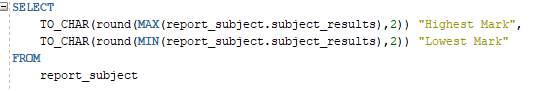 SELECT
TO_CHAR(round(MAX(report_subject.subject_results),2)) "Highest Mark",
TO_CHAR(round(MIN(report_subject.subject_results),2)) "Lowest Mark"
FROM
report_subject